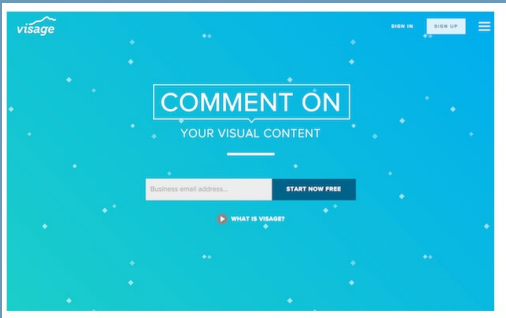 visage
SIGN IN
SIGN UP
COMMENT ON
YOUR VISUAL CONTENT
Business email address...
START NOW FREE
WHAT IS VISAGE?